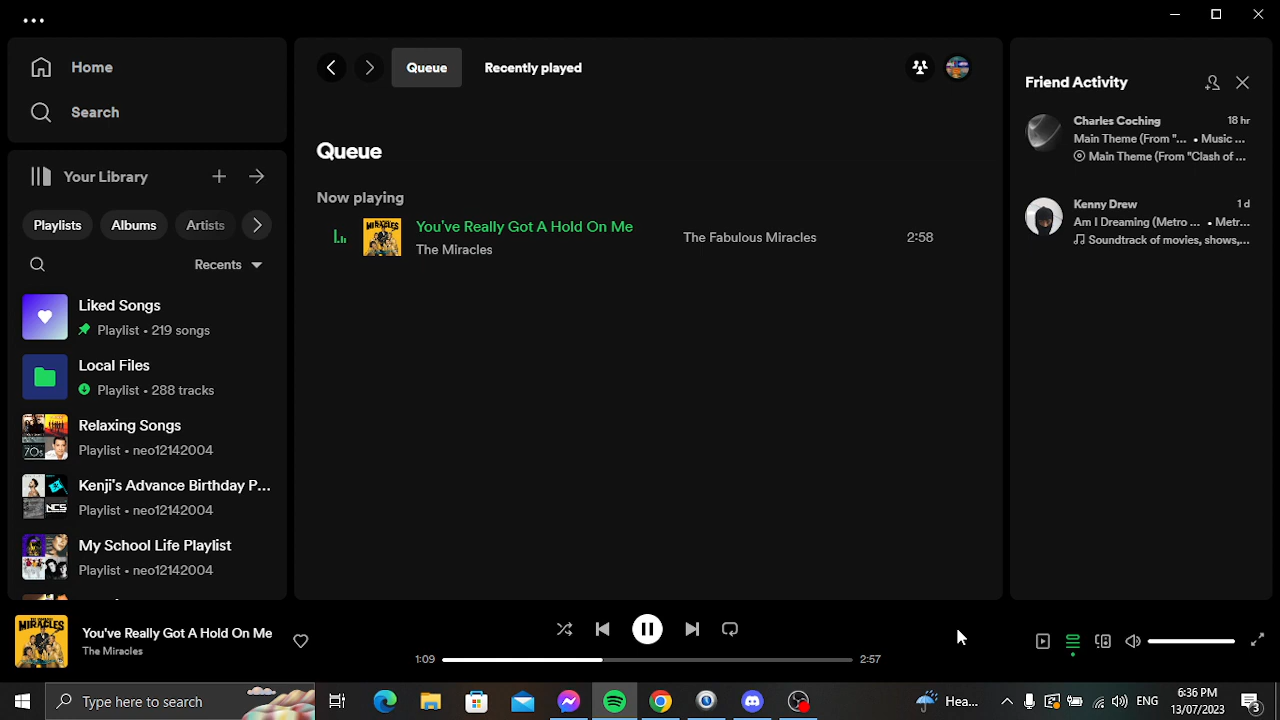 Home
Search
Your Library
Playlists
Albums
Artists
Recents
Liked Songs
Playlist • 219 songs
Local Files
Playlist • 288 tracks
Relaxing Songs
Playlist • neo12142004
Kenji's Advance Birthday P...
Playlist • neo12142004
My School Life Playlist
Playlist • neo12142004
Queue
Recently played
Queue
Now playing
You've Really Got A Hold On Me
The Miracles
The Fabulous Miracles
2:58
Friend Activity
Charles Coching
18 hr
Main Theme (From "... • Music ...
Main Theme (From "Clash of ...
Kenny Drew
1 d
Am I Dreaming (Metro ... • Metr...
Soundtrack of movies, shows,...
You've Really Got A Hold On Me
The Miracles
1:09
2:57
Type here to search
Hea...
ENG
6:36 PM
13/07/2023
3
MIRACLES
MIRACLES
70s
NCS